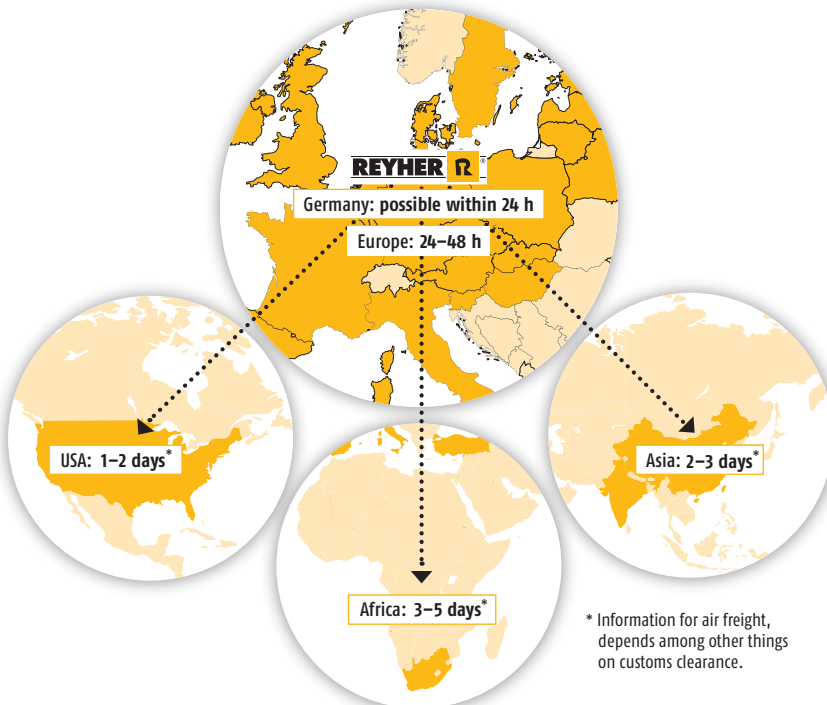 REYHER
Germany: possible within 24 h
Europe: 24–48 h
USA: 1–2 days*
Asia: 2–3 days*
Africa: 3–5 days*
* Information for air freight,
depends among other things
on customs clearance.